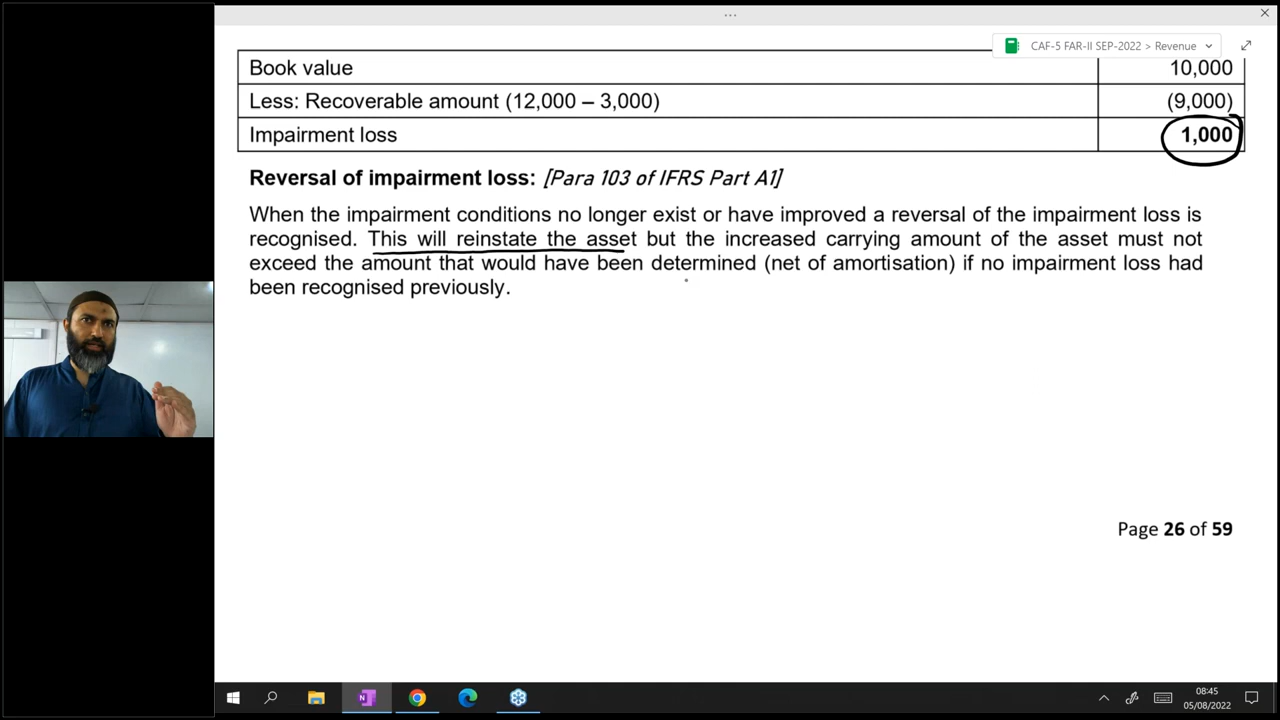 CAF-5 FAR-II SEP-2022 > Revenue
Book value 10,000
Less: Recoverable amount (12,000 – 3,000) (9,000)
Impairment loss 1,000
Reversal of impairment loss: [Para 103 of IFRS Part A1]
When the impairment conditions no longer exist or have improved a reversal of the impairment loss is
recognised. This will reinstate the asset but the increased carrying amount of the asset must not
exceed the amount that would have been determined (net of amortisation) if no impairment loss had
been recognised previously.
Page 26 of 59
08:45
05/08/2022